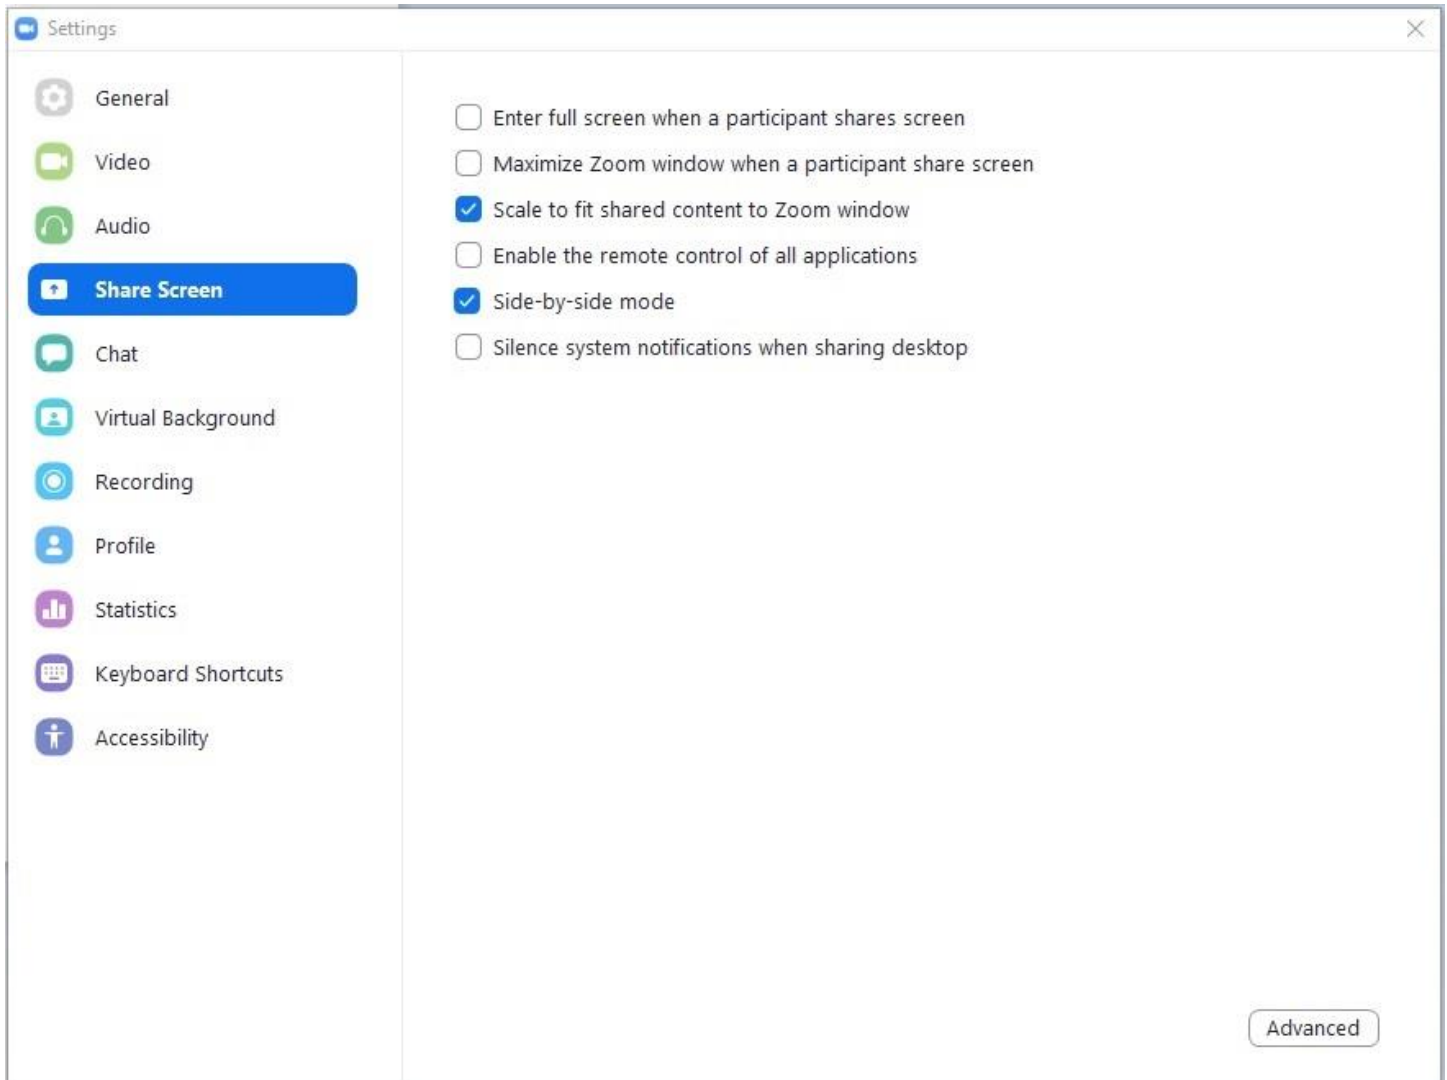 Settings
General
Video
Audio
Share Screen
Chat
Virtual Background
Recording
Profile
Statistics
Keyboard Shortcuts
Accessibility
Enter full screen when a participant shares screen
Maximize Zoom window when a participant share screen
Scale to fit shared content to Zoom window
Enable the remote control of all applications
Side-by-side mode
Silence system notifications when sharing desktop
Advanced